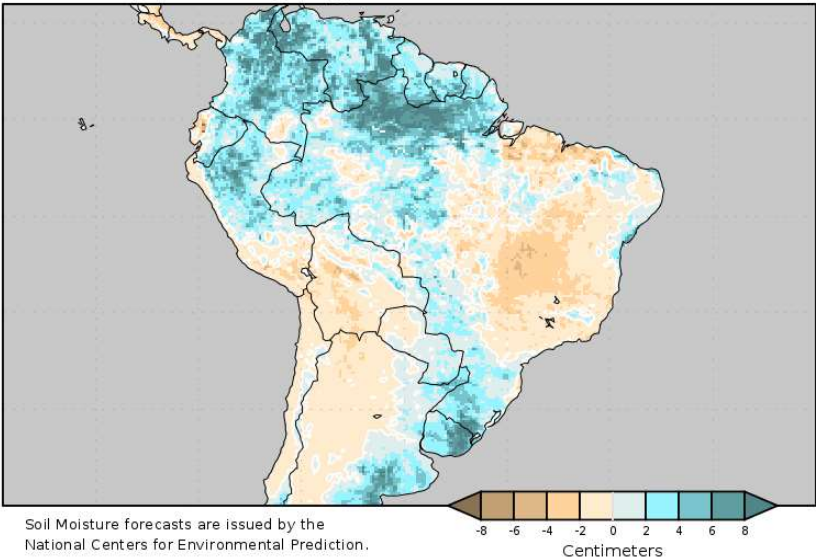 Soil Moisture forecasts are issued by the
National Centers for Environmental Prediction.
-8 -6 -4 -2 0 2 4 6 8
Centimeters